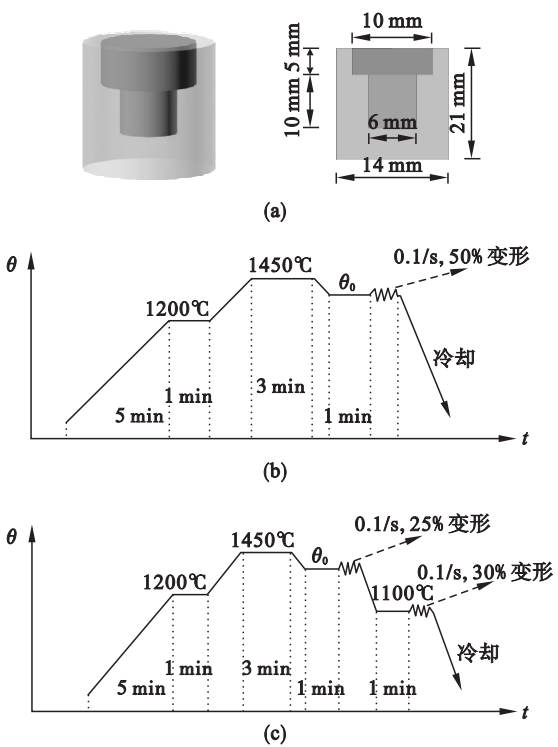 10 mm
5 mm
10 mm
6 mm
21 mm
14 mm
(a)
θ
1450℃
θ₀
0.1/s, 50% 变形
1200℃
冷却
1 min
3 min
5 min
1 min
t
(b)
θ
1450℃
θ₀
0.1/s, 25% 变形
0.1/s, 30% 变形
1200℃
1100℃
冷却
1 min
3 min
5 min
1 min
1 min
t
(c)